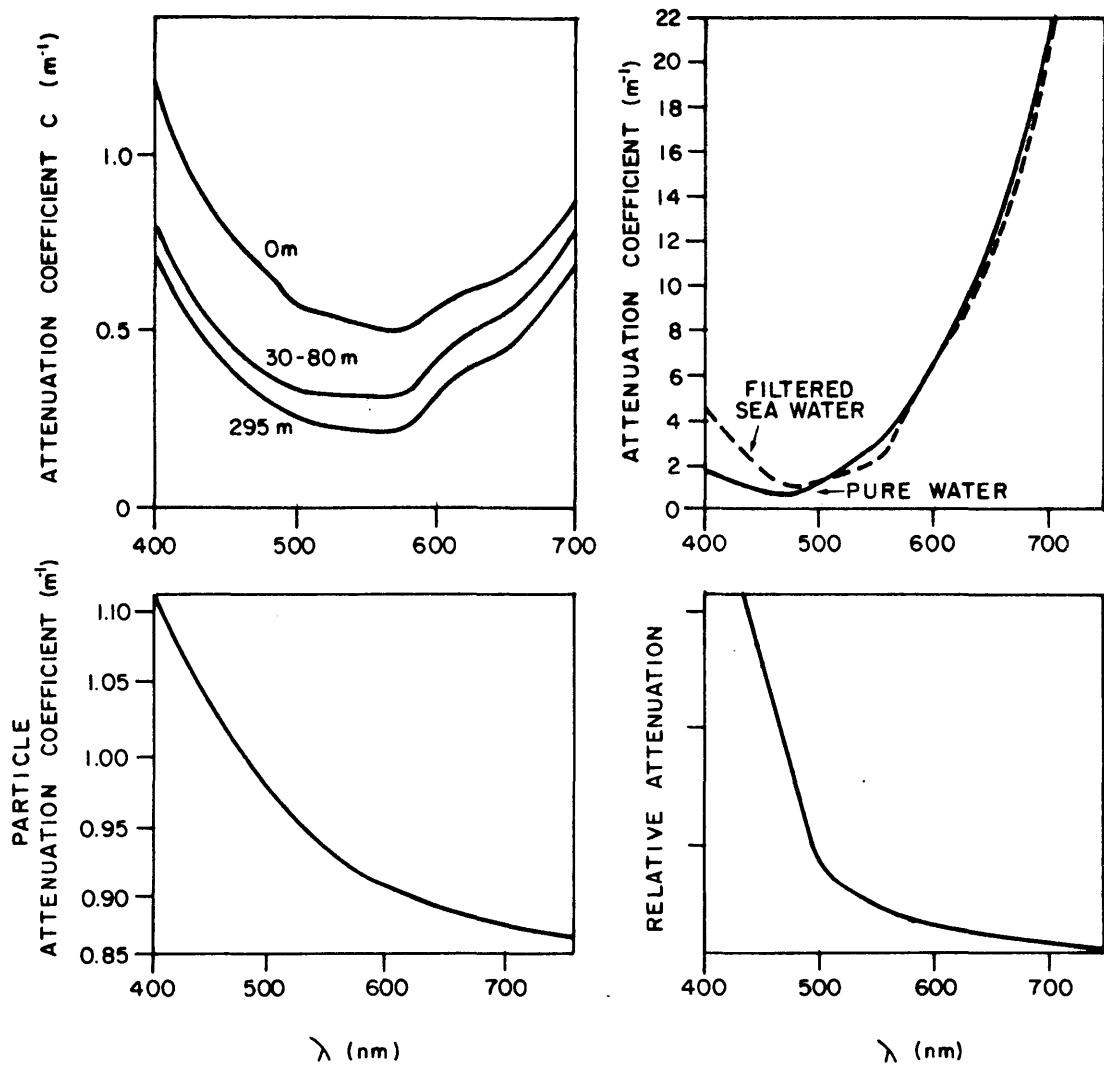 ATTENUATION COEFFICIENT C (m⁻¹)
1.0
0.5
0
0m
30-80m
295 m
400 500 600 700
ATTENUATION COEFFICIENT (m⁻¹)
22
20
18
16
14
12
10
8
6
4
2
0
FILTERED
SEA WATER
PURE WATER
400 500 600 700
PARTICLE
ATTENUATION COEFFICIENT (m⁻¹)
1.10
1.05
1.00
0.95
0.90
0.85
400 500 600 700
λ (nm)
RELATIVE ATTENUATION
400 500 600 700
λ (nm)